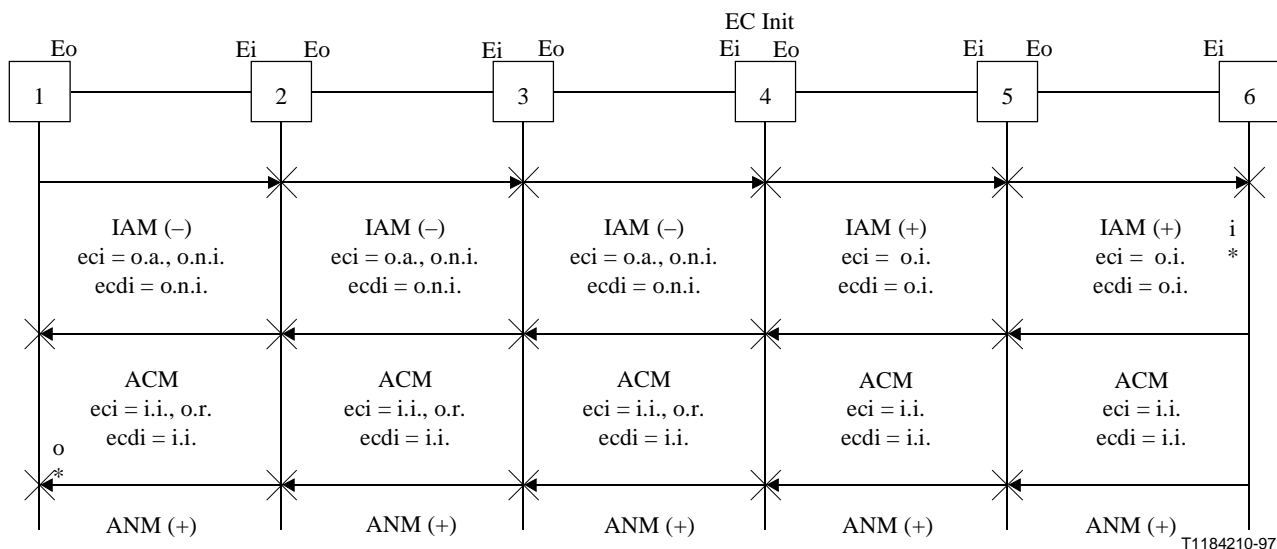 EC Init
Eo Ei Eo Ei Eo Ei Eo Ei Eo Ei
1 2 3 4 5 6
IAM (–) IAM (–) IAM (–) IAM (+) IAM (+) i
eci = o.a., o.n.i. eci = o.a., o.n.i. eci = o.a., o.n.i. eci = o.i. eci = o.i. *
ecdi = o.n.i. ecdi = o.n.i. ecdi = o.n.i. ecdi = o.i. ecdi = o.i.
ACM ACM ACM ACM ACM
eci = i.i., o.r. eci = i.i., o.r. eci = i.i., o.r. eci = i.i. eci = i.i.
ecdi = i.i. ecdi = i.i. ecdi = i.i. ecdi = i.i. ecdi = i.i.
o
*
ANM (+) ANM (+) ANM (+) ANM (+) ANM (+)
T1184210-97